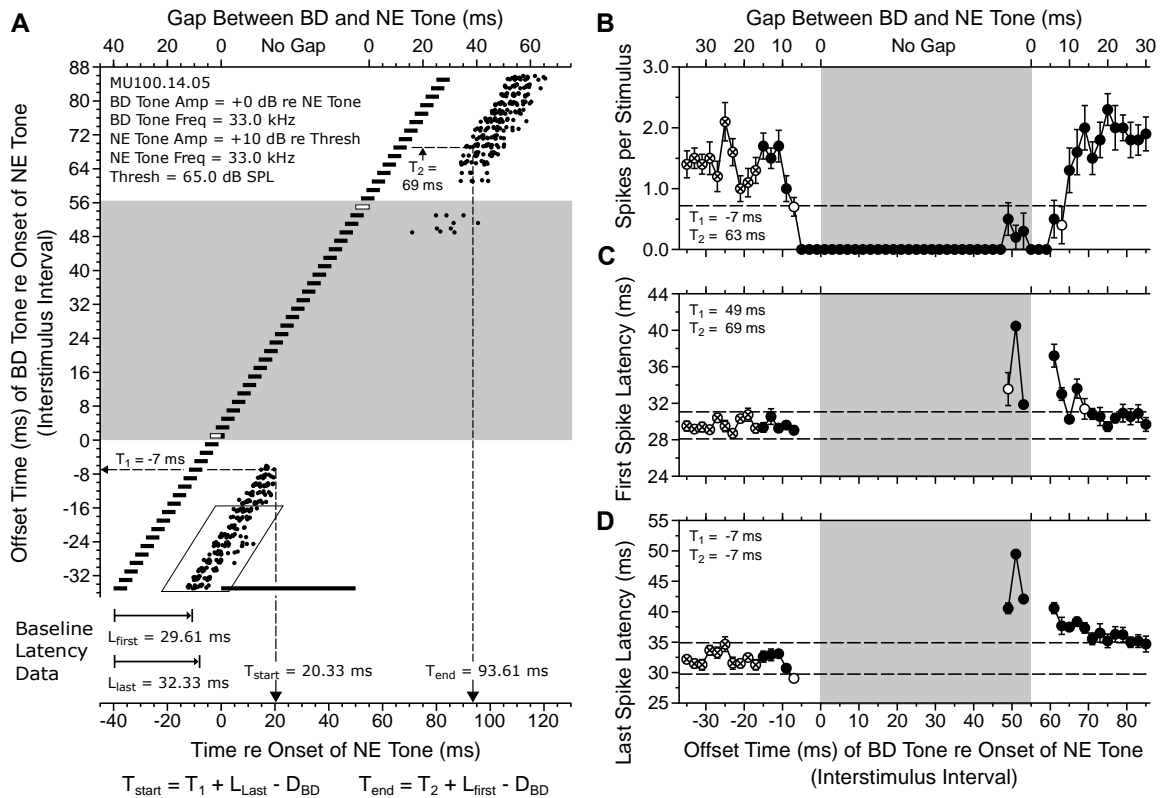 A
Gap Between BD and NE Tone (ms)
40 20 0 No Gap 0 20 40 60
MU100.14.05
BD Tone Amp = +0 dB re NE Tone
BD Tone Freq = 33.0 kHz
NE Tone Amp = +10 dB re Thresh
NE Tone Freq = 33.0 kHz
Thresh = 65.0 dB SPL
T2 =
69 ms
T1 = -7 ms
88
80
72
64
56
48
40
32
24
16
8
0
-8
-16
-24
-32
Offset Time (ms) of BD Tone re Onset of NE Tone
(Interstimulus Interval)
Baseline
Latency
Data
Lfirst = 29.61 ms
Llast = 32.33 ms
Tstart = 20.33 ms
Tend = 93.61 ms
-40 -20 0 20 40 60 80 100 120
Time re Onset of NE Tone (ms)
Tstart = T1 + LLast - DBD
Tend = T2 + Lfirst - DBD
B
Gap Between BD and NE Tone (ms)
30 20 10 0 No Gap 0 10 20 30
3.0
2.0
1.0
0.0
Spikes per Stimulus
T1 = -7 ms
T2 = 63 ms
C
44
40
36
32
28
24
First Spike Latency (ms)
T1 = 49 ms
T2 = 69 ms
D
55
50
45
40
35
30
25
Last Spike Latency (ms)
T1 = -7 ms
T2 = -7 ms
-30 -20 -10 0 10 20 30 40 50 60 70 80
Offset Time (ms) of BD Tone re Onset of NE Tone
(Interstimulus Interval)